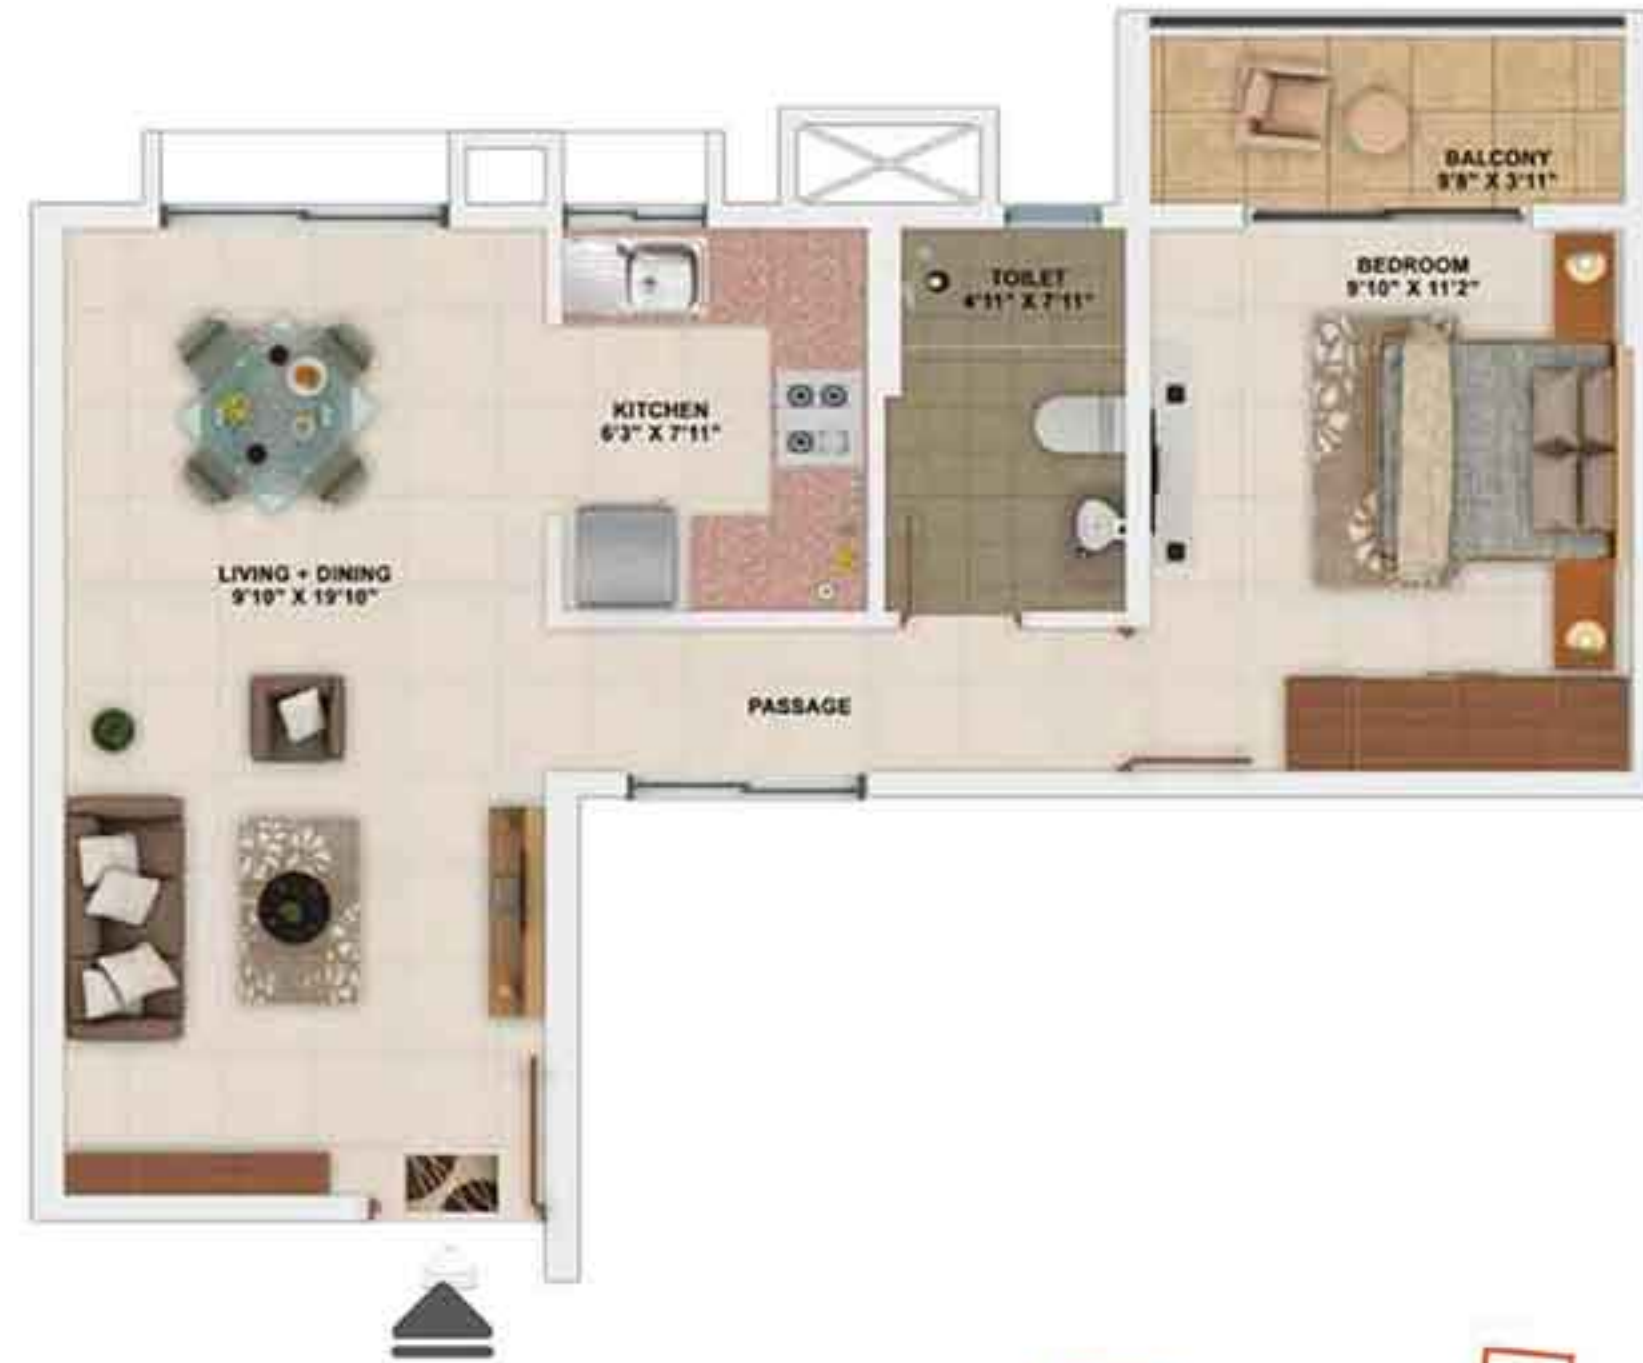 BALCONY
9'8" X 3'11"
BEDROOM
9'10" X 11'2"
TOILET
4'11" X 7'11"
KITCHEN
6'3" X 7'11"
LIVING + DINING
9'10" X 19'10"
PASSAGE